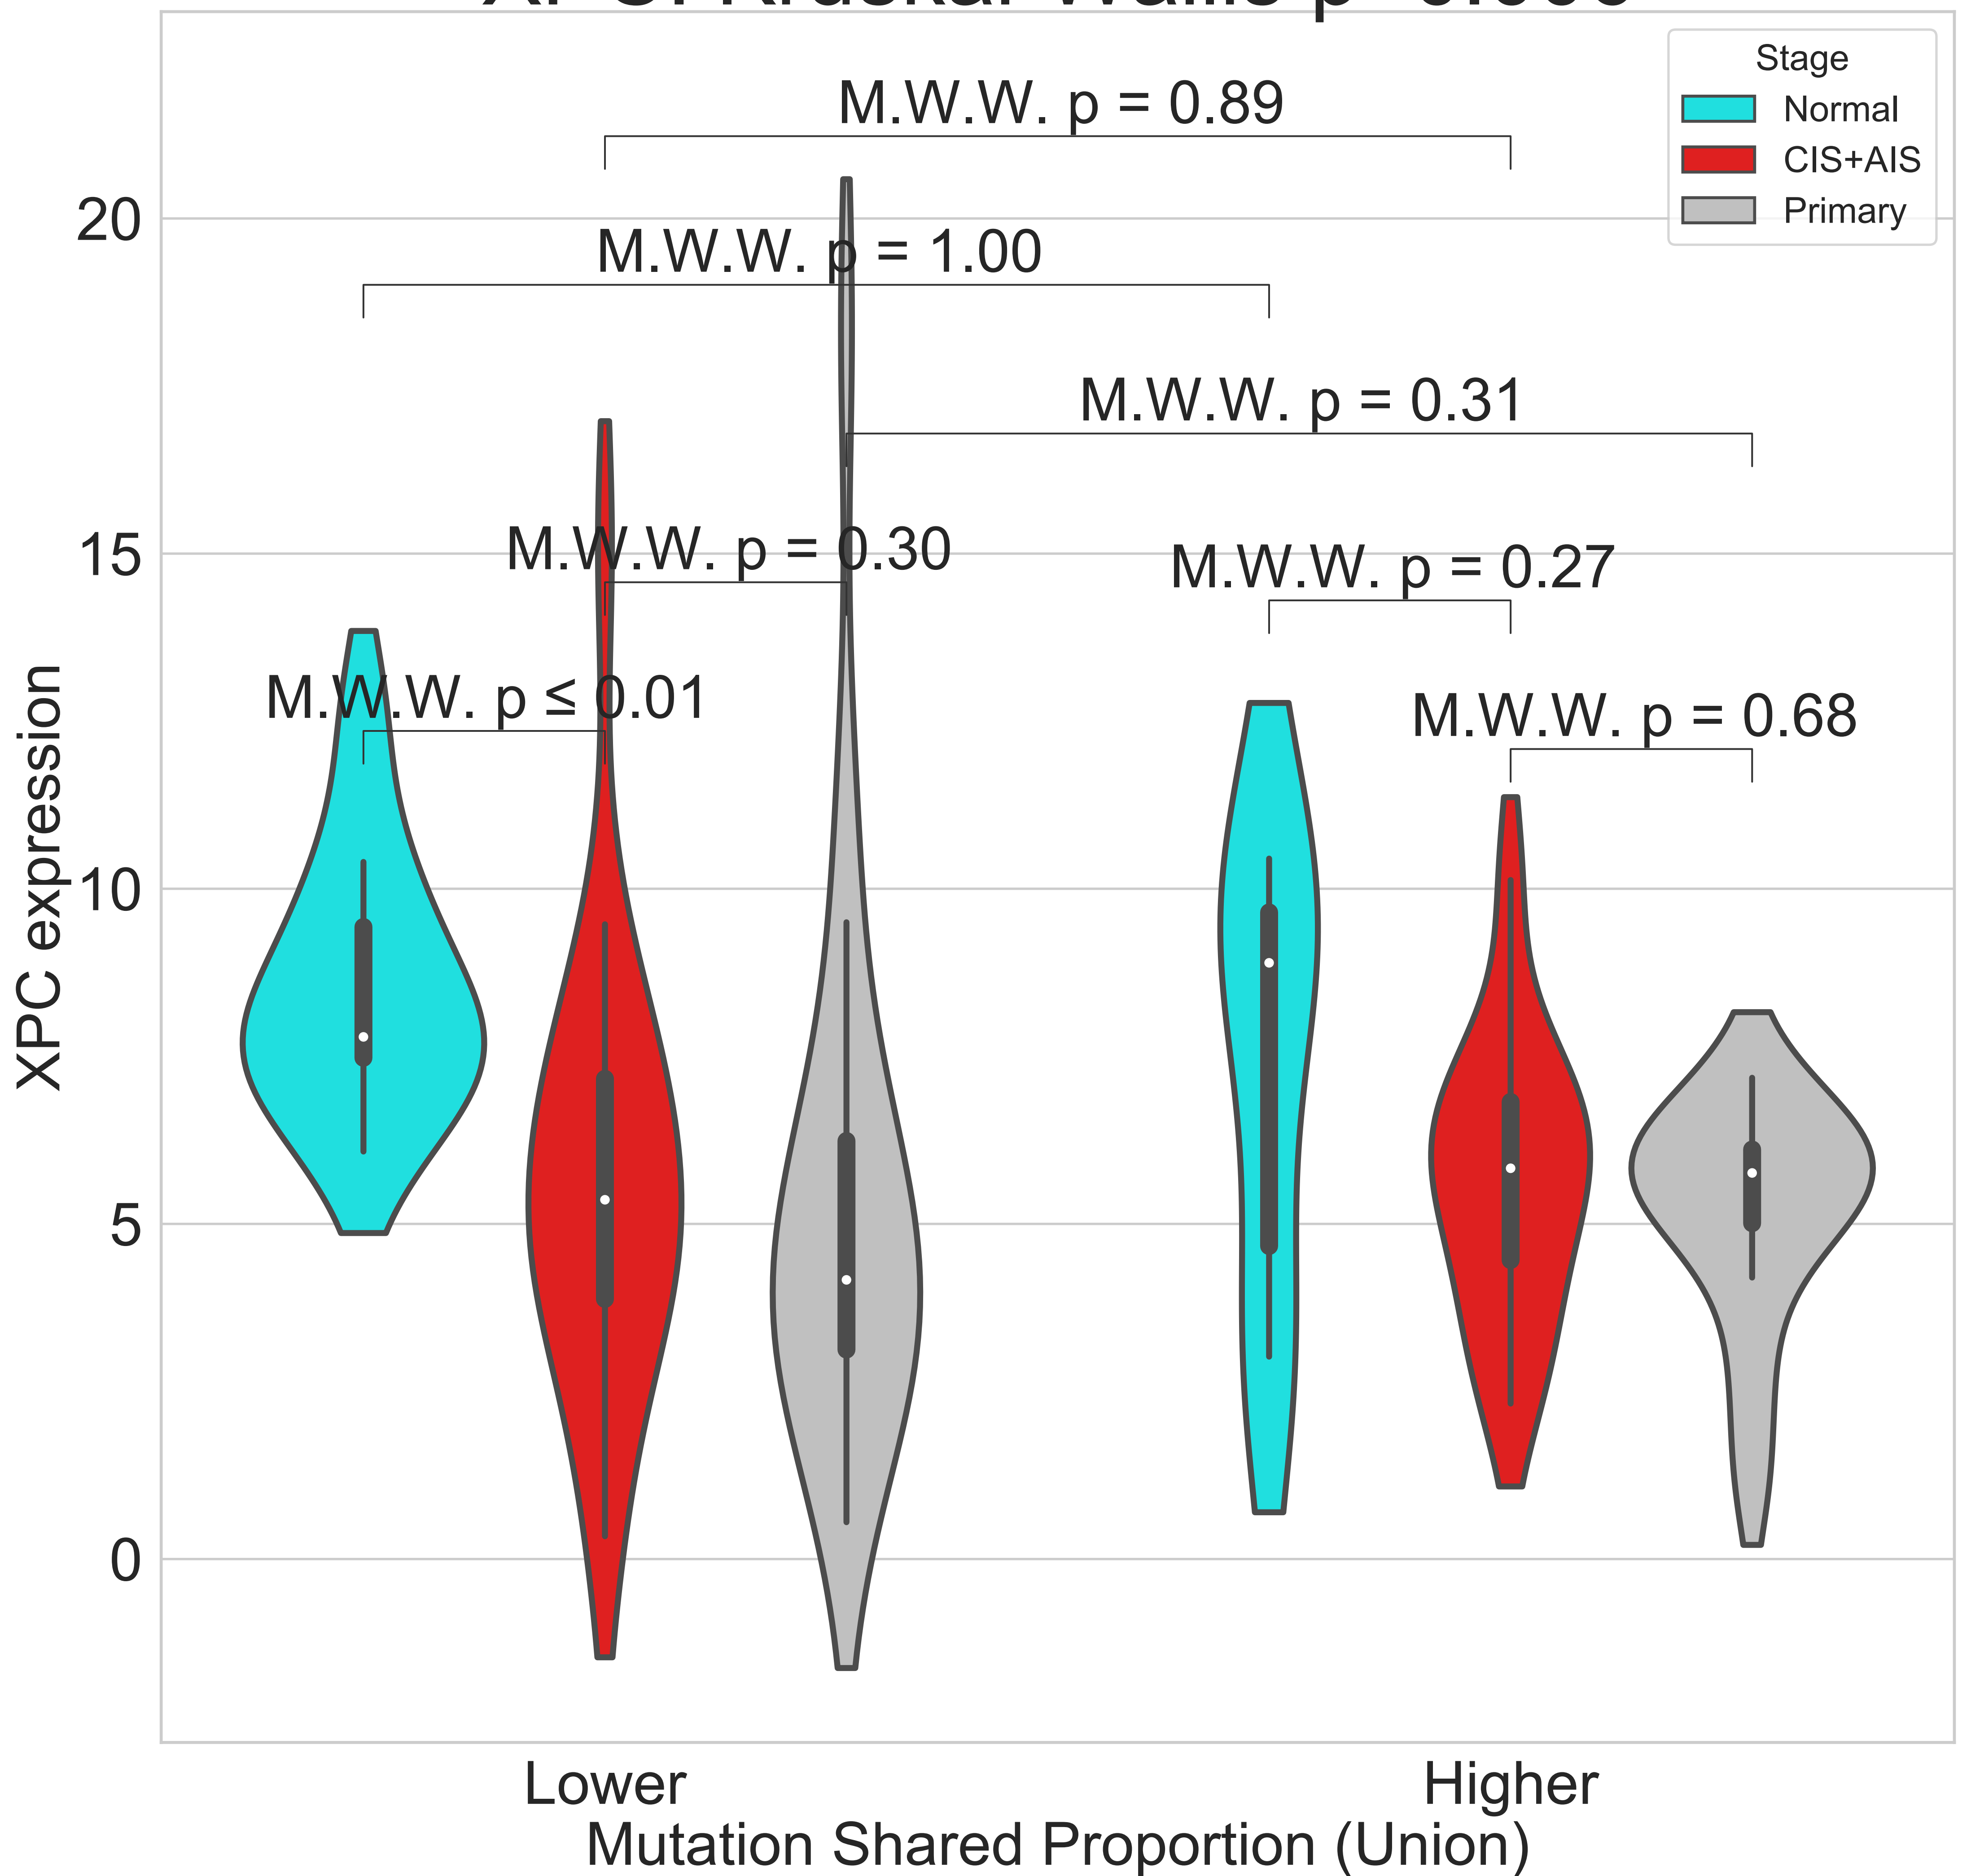 Stage
Normal
CIS+AIS
Primary
M.W.W. p = 0.89
M.W.W. p = 1.00
M.W.W. p = 0.31
M.W.W. p = 0.30
M.W.W. p = 0.27
M.W.W. p ≤ 0.01
M.W.W. p = 0.68
20
15
10
5
0
XPC expression
Lower
Higher
Mutation Shared Proportion (Union)